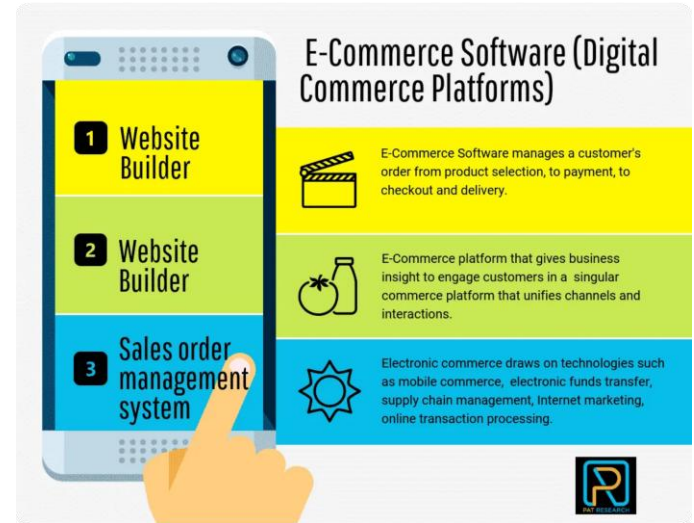 E-Commerce Software (Digital
Commerce Platforms)
1 Website
Builder
E-Commerce Software manages a customer's
order from product selection, to payment, to
checkout and delivery.
2 Website
Builder
E-Commerce platform that gives business
insight to engage customers in a singular
commerce platform that unifies channels and
interactions.
3 Sales order
management
system
Electronic commerce draws on technologies such
as mobile commerce, electronic funds transfer,
supply chain management, Internet marketing,
online transaction processing.
PAT RESEARCH